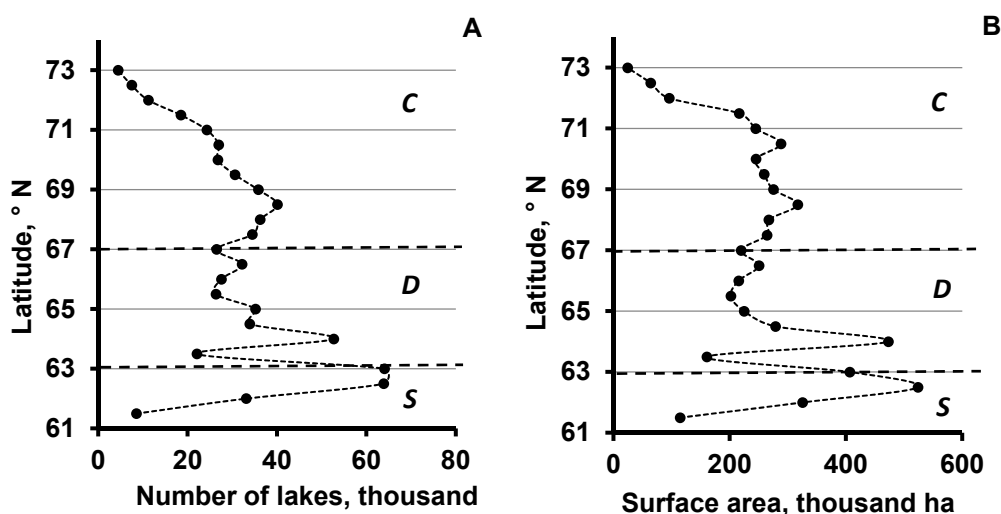 A
73
71
69
67
65
63
61
C
D
S
0 20 40 60 80
Latitude, ° N
Number of lakes, thousand
B
73
71
69
67
65
63
61
C
D
S
0 200 400 600
Latitude, ° N
Surface area, thousand ha